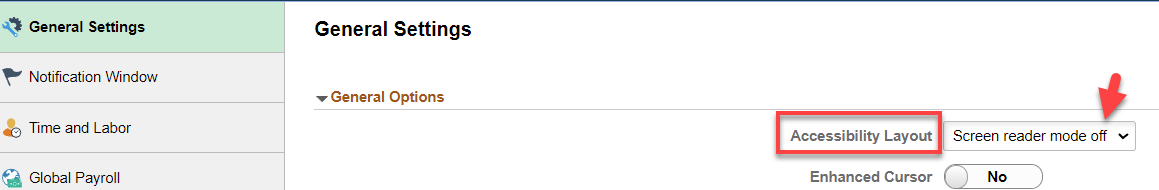 General Settings
Notification Window
Time and Labor
Global Payroll
General Settings
General Options
Accessibility Layout Screen reader mode off
Enhanced Cursor No